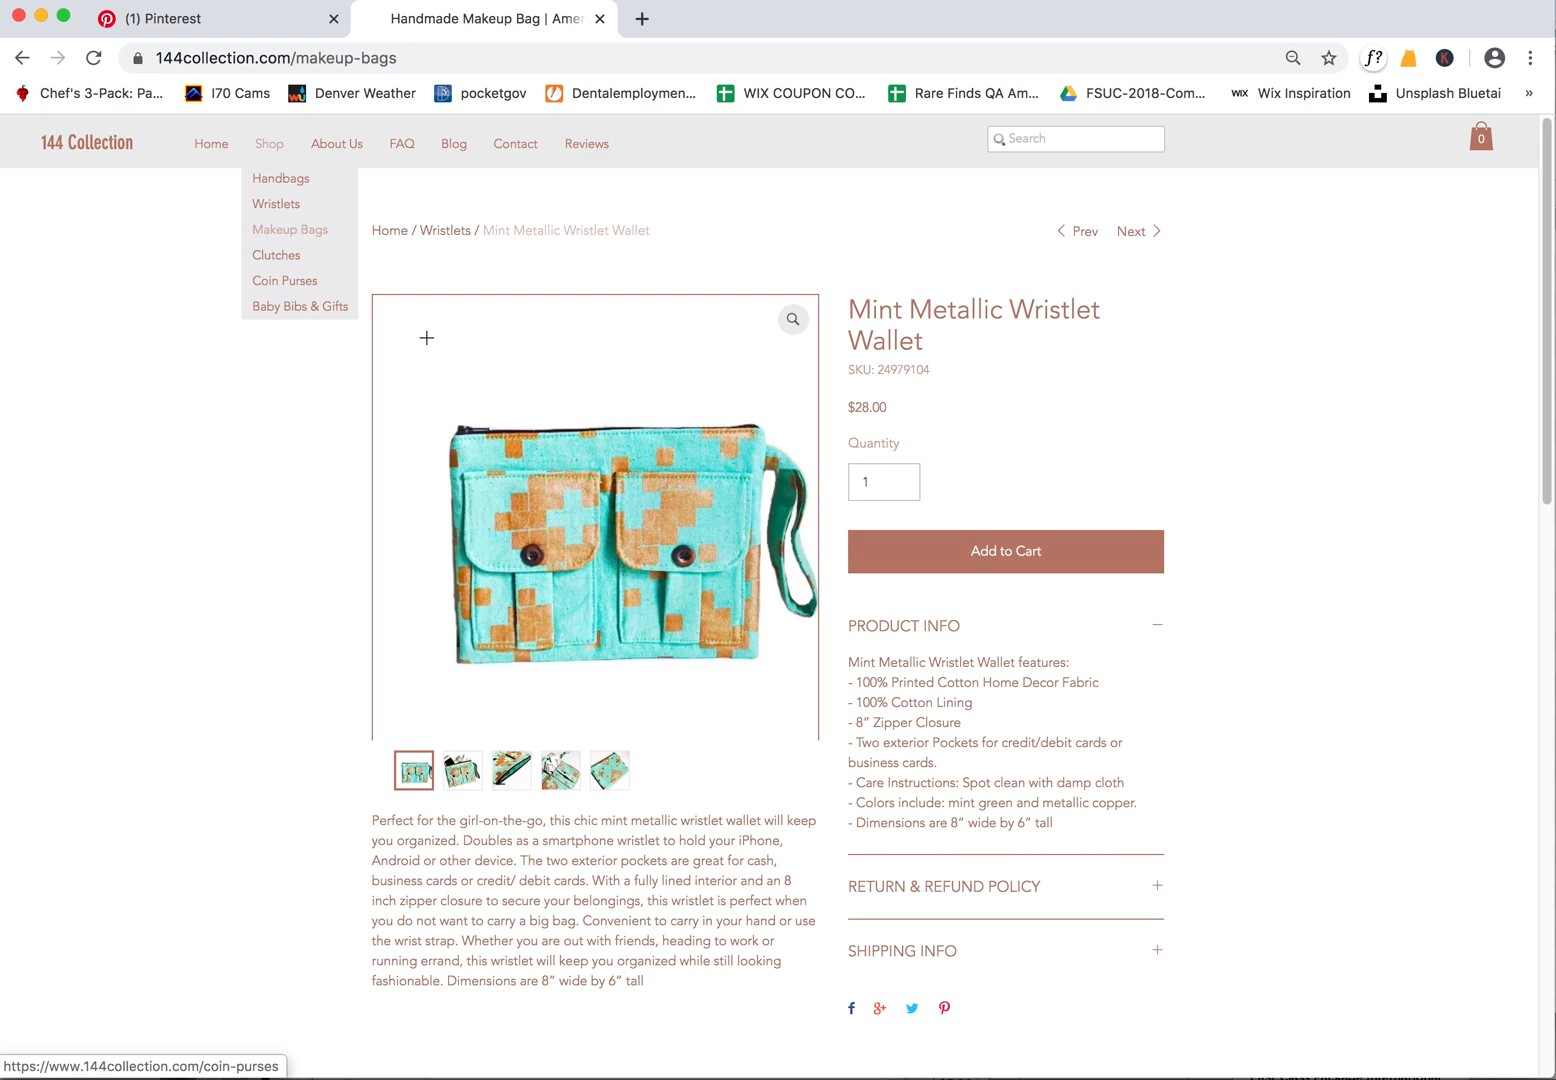 (1) Pinterest
Handmade Makeup Bag | Amer
144collection.com/makeup-bags
f?
K
Chef's 3-Pack: Pa...
I70 Cams
Denver Weather
pocketgov
Dentalemploymen...
WIX COUPON CO...
Rare Finds QA Am...
FSUC-2018-Com...
WIX
Wix Inspiration
Unsplash Bluetai
»
144 Collection
Home
Shop
About Us
FAQ
Blog
Contact
Reviews
Search
0
Handbags
Wristlets
Makeup Bags
Clutches
Coin Purses
Baby Bibs & Gifts
Home / Wristlets / Mint Metallic Wristlet Wallet
Prev
Next
Mint Metallic Wristlet
Wallet
SKU: 24979104
$28.00
Quantity
1
Add to Cart
PRODUCT INFO
Mint Metallic Wristlet Wallet features:
- 100% Printed Cotton Home Decor Fabric
- 100% Cotton Lining
- 8” Zipper Closure
- Two exterior Pockets for credit/debit cards or
business cards.
- Care Instructions: Spot clean with damp cloth
- Colors include: mint green and metallic copper.
- Dimensions are 8” wide by 6” tall
Perfect for the girl-on-the-go, this chic mint metallic wristlet wallet will keep
you organized. Doubles as a smartphone wristlet to hold your iPhone,
Android or other device. The two exterior pockets are great for cash,
business cards or credit/ debit cards. With a fully lined interior and an 8
inch zipper closure to secure your belongings, this wristlet is perfect when
you do not want to carry a big bag. Convenient to carry in your hand or use
the wrist strap. Whether you are out with friends, heading to work or
running errand, this wristlet will keep you organized while still looking
fashionable. Dimensions are 8” wide by 6” tall
RETURN & REFUND POLICY
SHIPPING INFO
https://www.144collection.com/coin-purses